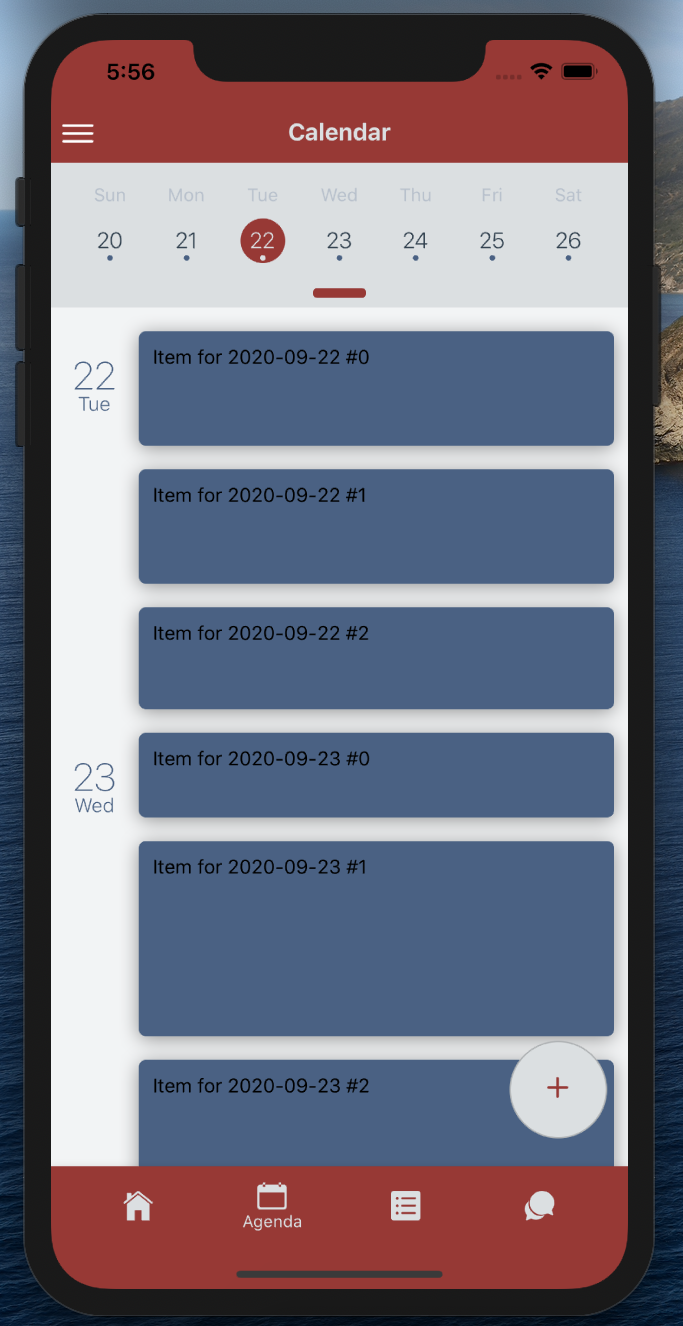 5:56
Calendar
Sun Mon Tue Wed Thu Fri Sat
20 21 22 23 24 25 26
22
Tue
Item for 2020-09-22 #0
Item for 2020-09-22 #1
Item for 2020-09-22 #2
23
Wed
Item for 2020-09-23 #0
Item for 2020-09-23 #1
Item for 2020-09-23 #2
+
Agenda